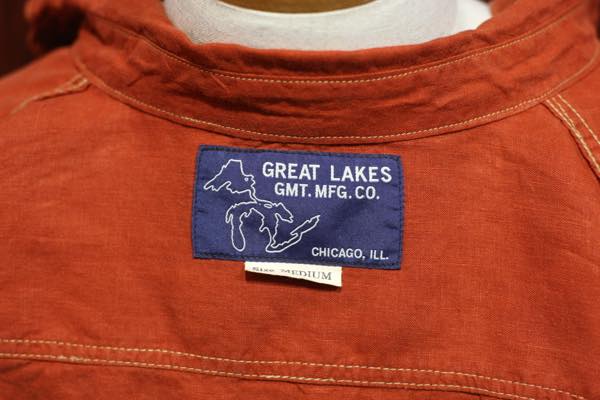 GREAT LAKES
GMT. MFG. CO.
CHICAGO, ILL.
Size MEDIUM